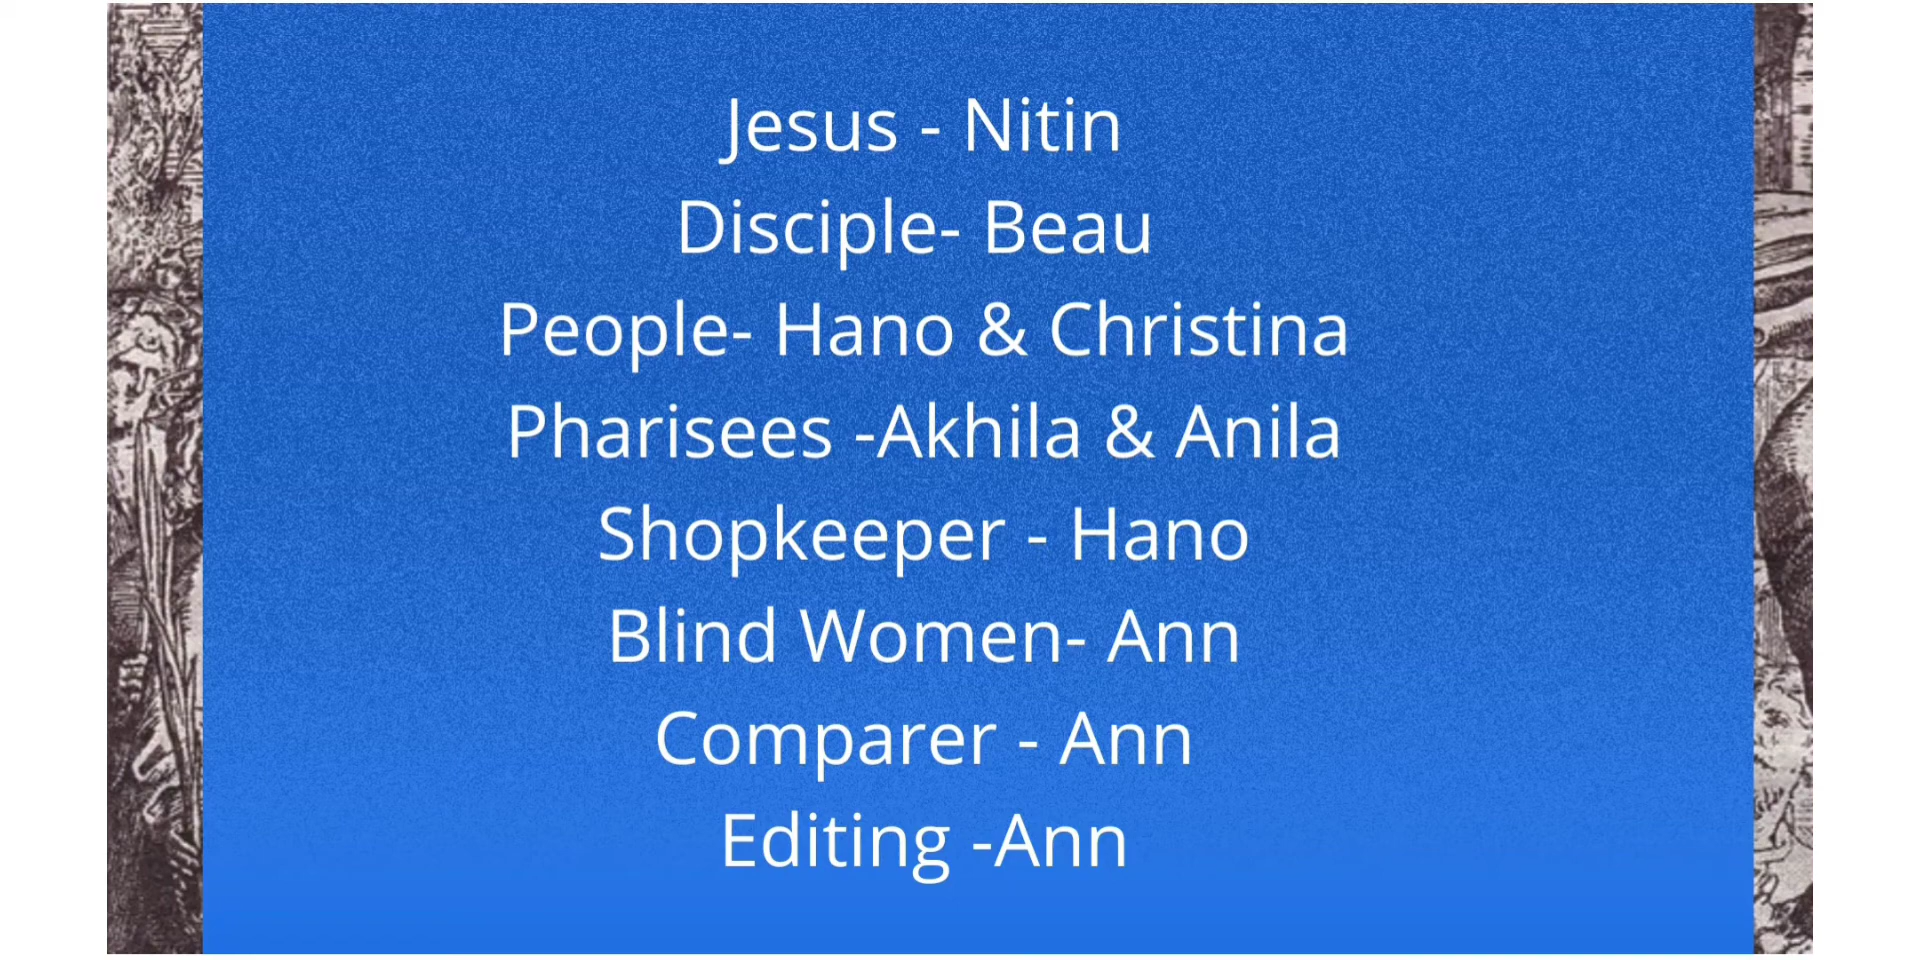 Jesus - Nitin
Disciple- Beau
People- Hano & Christina
Pharisees -Akhila & Anila
Shopkeeper - Hano
Blind Women- Ann
Comparer - Ann
Editing -Ann